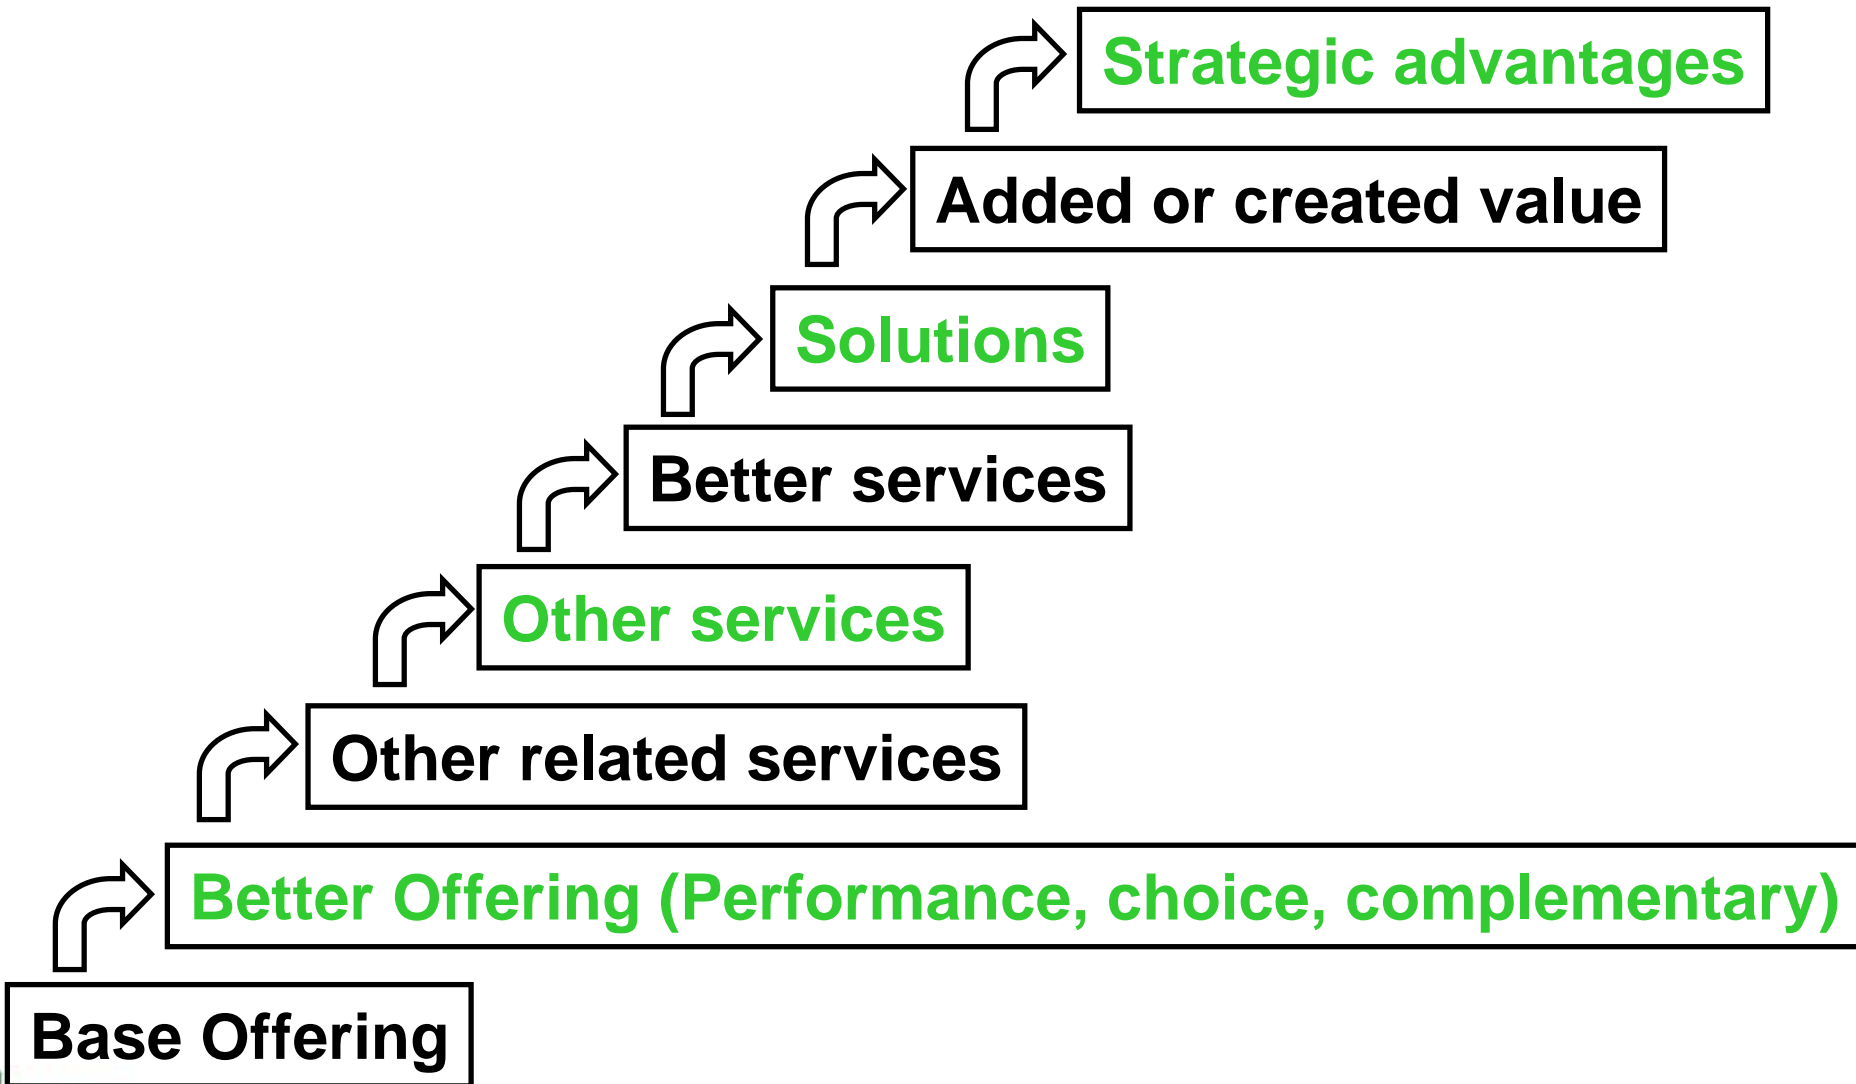 Strategic advantages
Added or created value
Solutions
Better services
Other services
Other related services
Better Offering (Performance, choice, complementary)
Base Offering